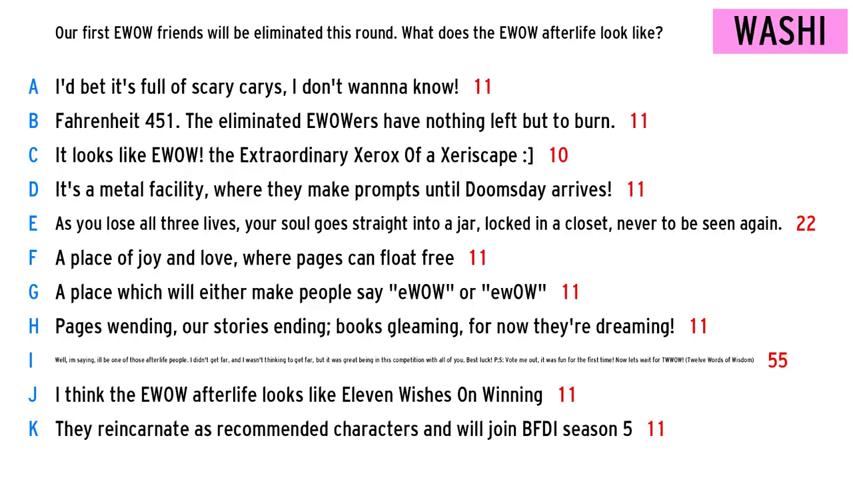 Our first EWOW friends will be eliminated this round. What does the EWOW afterlife look like?
WASHI
A I'd bet it's full of scary carys, I don't wannna know! 11
B Fahrenheit 451. The eliminated EWOWers have nothing left but to burn. 11
C It looks like EWOW! the Extraordinary Xerox Of a Xeriscape :] 10
D It's a metal facility, where they make prompts until Doomsday arrives! 11
E As you lose all three lives, your soul goes straight into a jar, locked in a closet, never to be seen again. 22
F A place of joy and love, where pages can float free 11
G A place which will either make people say "eWOW" or "ewOW" 11
H Pages wending, our stories ending; books gleaming, for now they're dreaming! 11
I Well, im saying, ill be one of those afterlife people. I didn't get far, and I wasn't thinking to get far, but it was great being in this competition with all of you. Best luck! P;S: Vote me out, it was fun for the first time! Now lets wait for TWWOW! (Twelve Words of Wisdom) 55
J I think the EWOW afterlife looks like Eleven Wishes On Winning 11
K They reincarnate as recommended characters and will join BFDI season 5 11